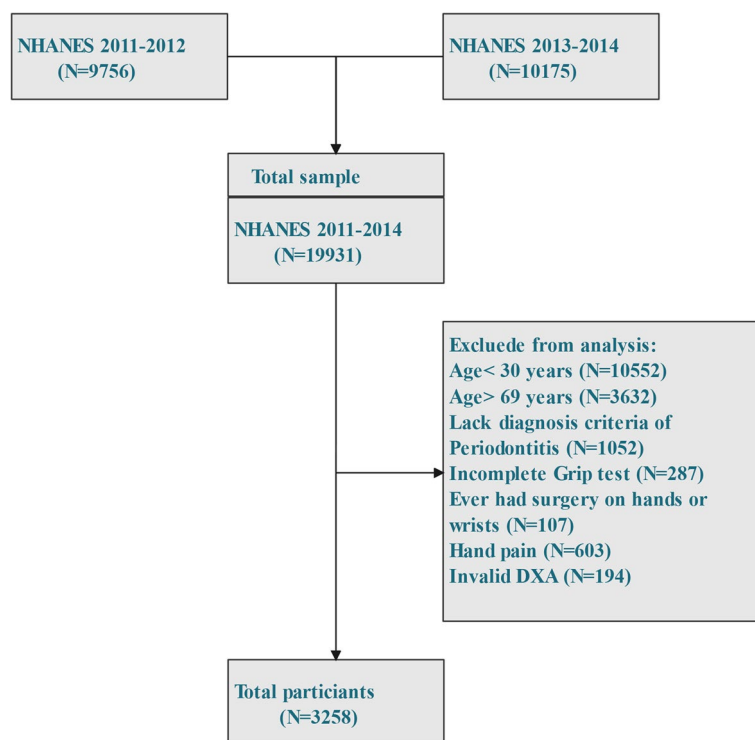 NHANES 2011-2012
(N=9756)
NHANES 2013-2014
(N=10175)
Total sample
NHANES 2011-2014
(N=19931)
Excluede from analysis:
Age< 30 years (N=10552)
Age> 69 years (N=3632)
Lack diagnosis criteria of
Periodontitis (N=1052)
Incomplete Grip test (N=287)
Ever had surgery on hands or
wrists (N=107)
Hand pain (N=603)
Invalid DXA (N=194)
Total particiants
(N=3258)